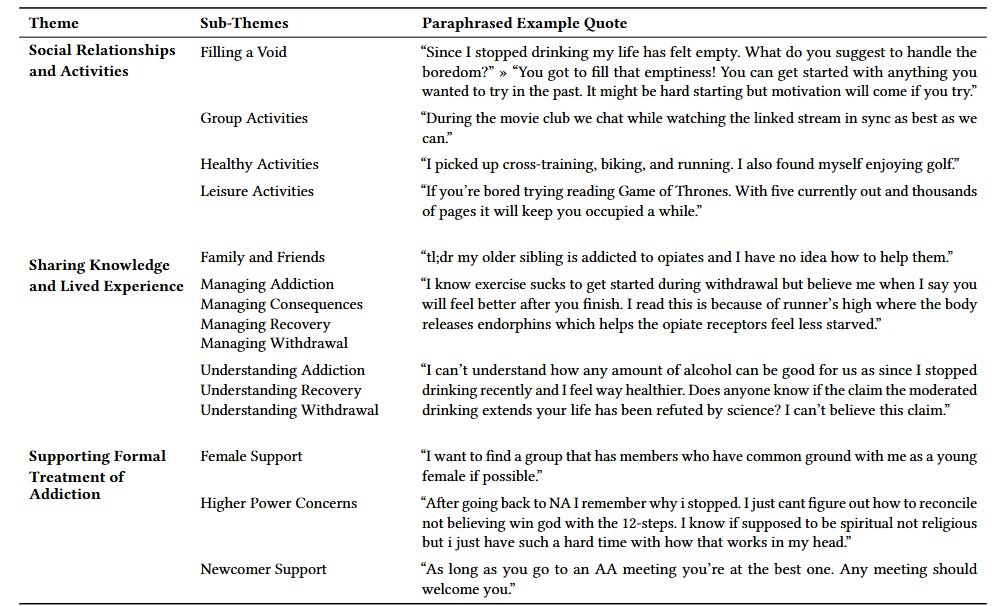 Theme Sub-Themes Paraphrased Example Quote
Social Relationships and Activities
Filling a Void
“Since I stopped drinking my life has felt empty. What do you suggest to handle the
boredom?” » “You got to fill that emptiness! You can get started with anything you
wanted to try in the past. It might be hard starting but motivation will come if you try.”
Group Activities
“During the movie club we chat while watching the linked stream in sync as best as we
can.”
Healthy Activities
“I picked up cross-training, biking, and running. I also found myself enjoying golf.”
Leisure Activities
“If you’re bored trying reading Game of Thrones. With five currently out and thousands
of pages it will keep you occupied a while.”
Sharing Knowledge
and Lived Experience
Family and Friends
“tl;dr my older sibling is addicted to opiates and I have no idea how to help them.”
Managing Addiction
Managing Consequences
Managing Recovery
Managing Withdrawal
“I know exercise sucks to get started during withdrawal but believe me when I say you
will feel better after you finish. I read this is because of runner’s high where the body
releases endorphins which helps the opiate receptors feel less starved.”
Understanding Addiction
Understanding Recovery
Understanding Withdrawal
“I can’t understand how any amount of alcohol can be good for us as since I stopped
drinking recently and I feel way healthier. Does anyone know if the claim the moderated
drinking extends your life has been refuted by science? I can’t believe this claim.”
Supporting Formal
Treatment of
Addiction
Female Support
“I want to find a group that has members who have common ground with me as a young
female if possible.”
Higher Power Concerns
“After going back to NA I remember why i stopped. I just cant figure out how to reconcile
not believing win god with the 12-steps. I know if supposed to be spiritual not religious
but i just have such a hard time with how that works in my head.”
Newcomer Support
“As long as you go to an AA meeting you’re at the best one. Any meeting should
welcome you.”